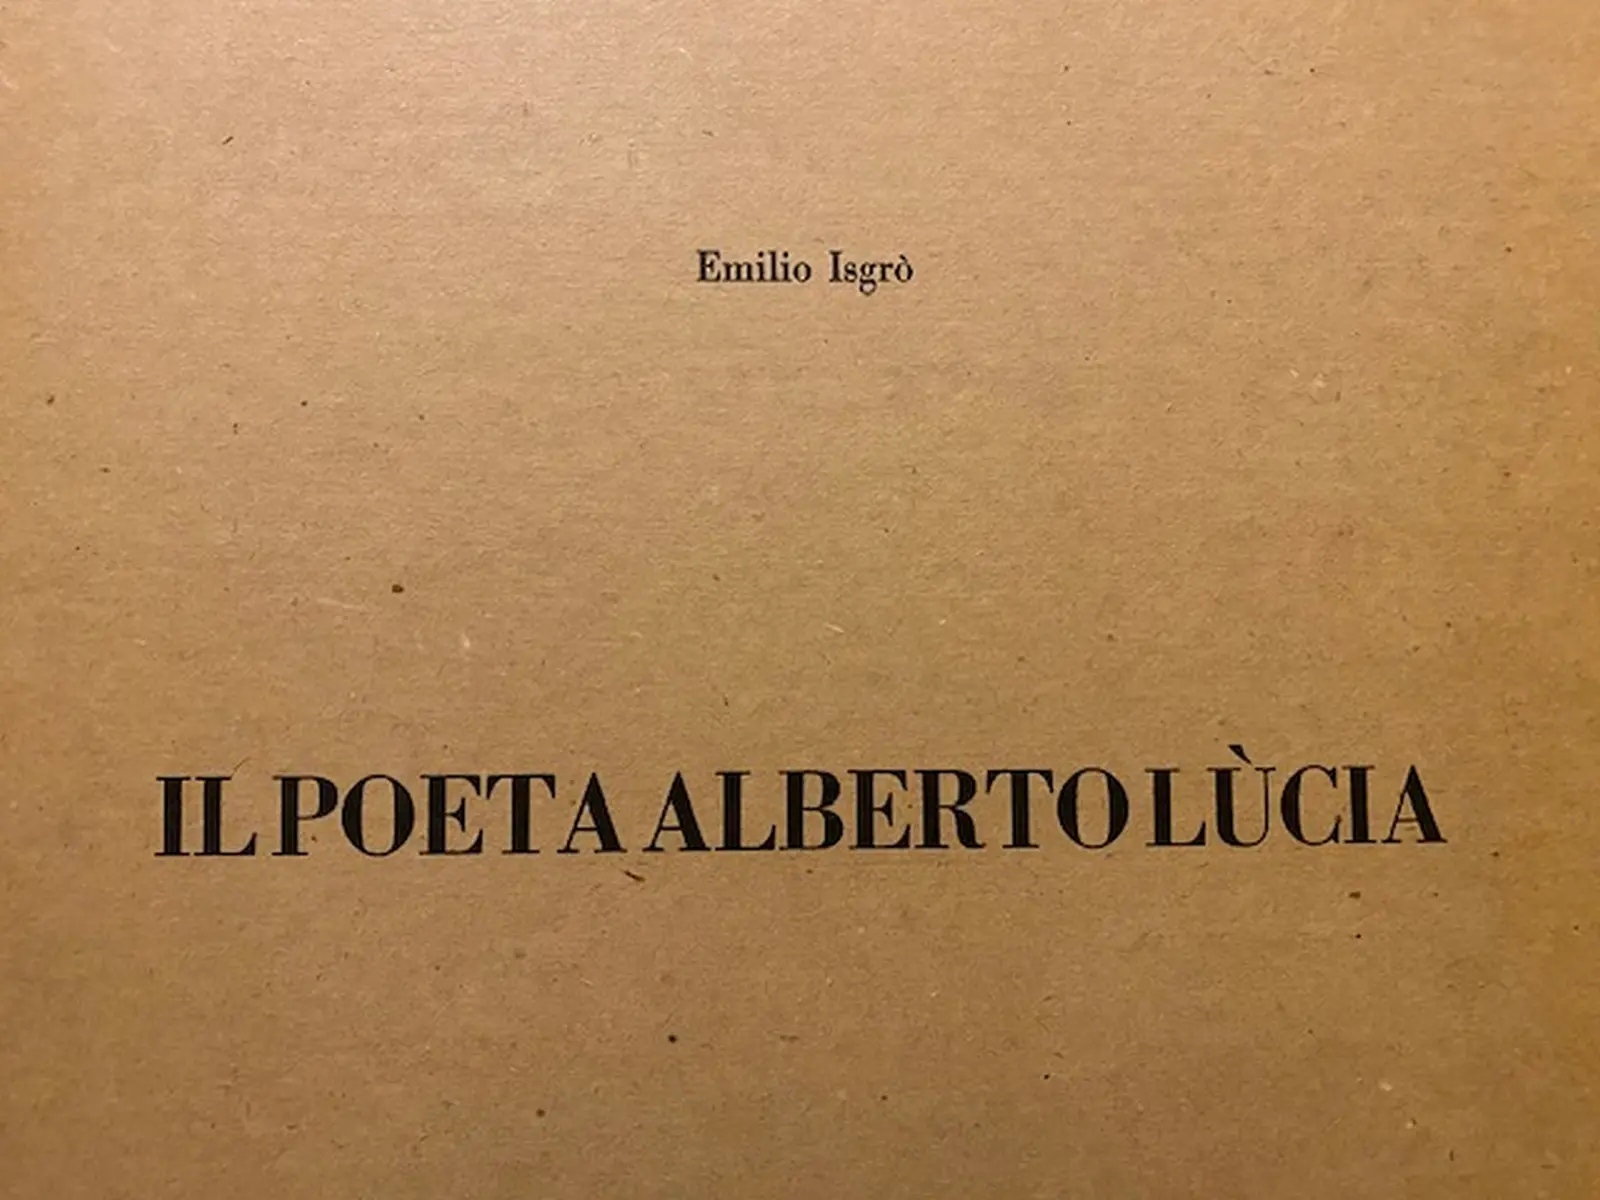 Emilio Isgrò
IL POETA ALBERTO LÙCIA